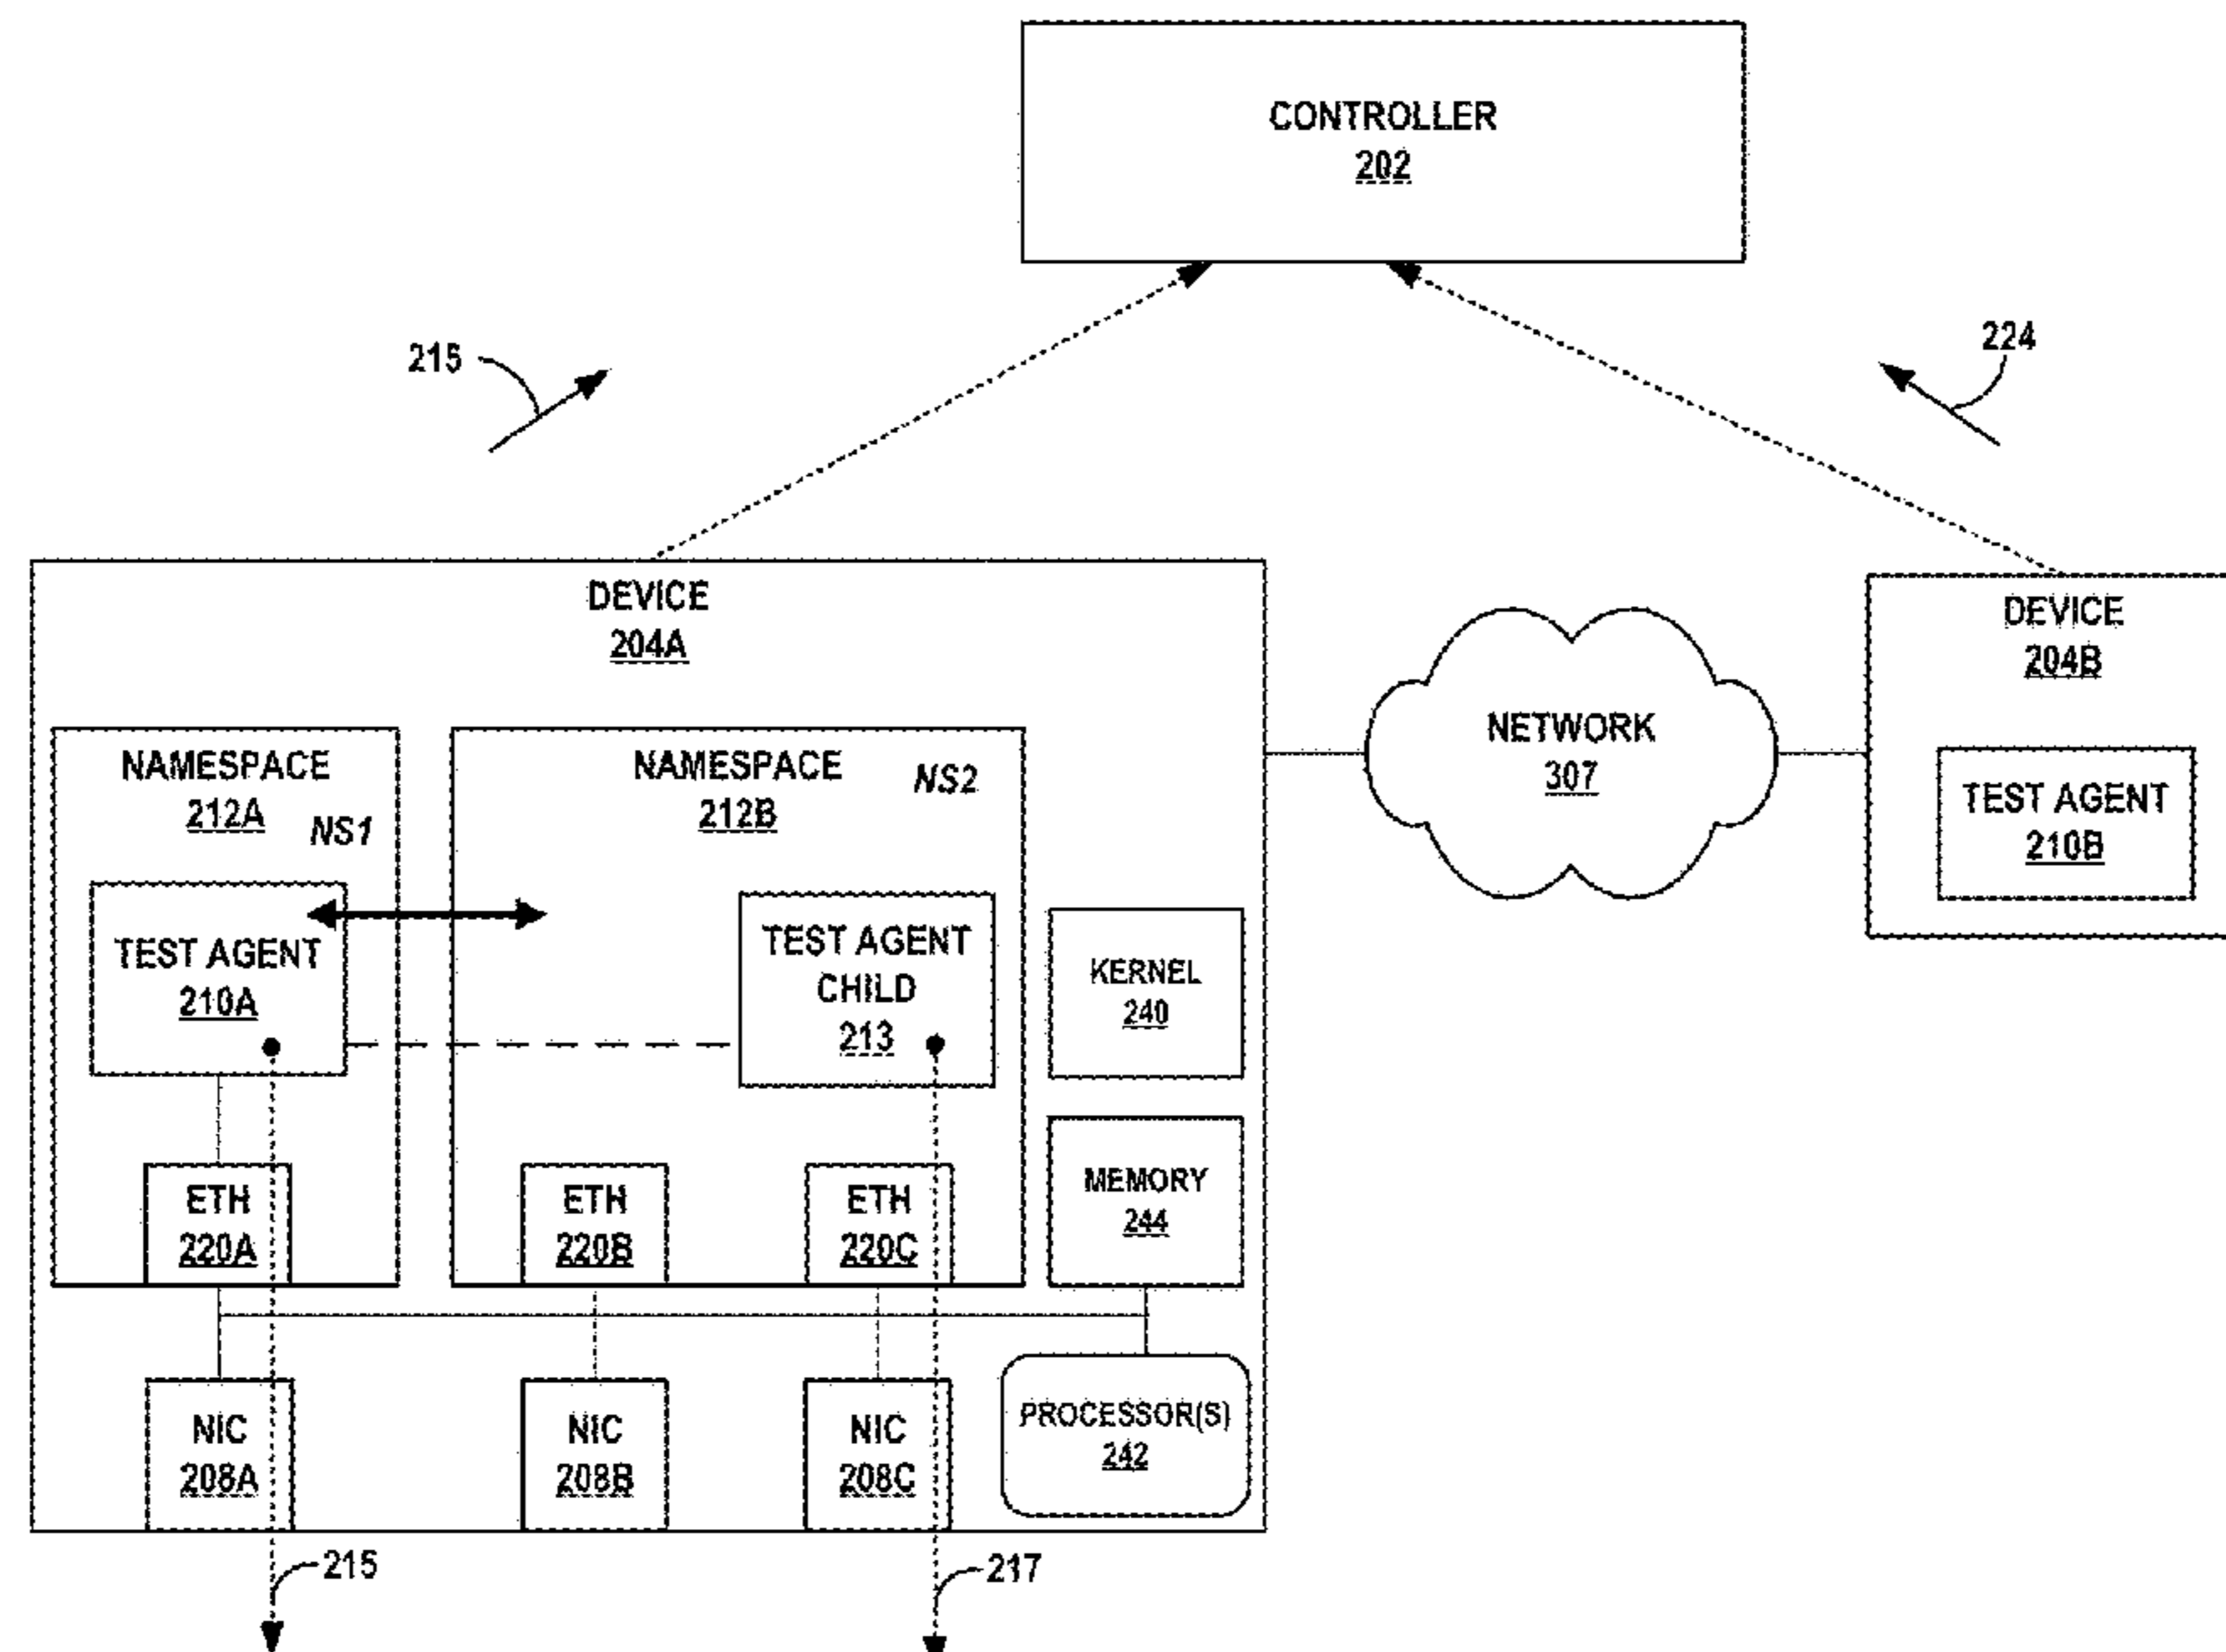 CONTROLLER
202
215
224
DEVICE
204A
DEVICE
204B
NETWORK
307
TEST AGENT
210B
NAMESPACE
212A
NS1
NAMESPACE
212B
NS2
TEST AGENT
210A
TEST AGENT
CHILD
213
KERNEL
240
MEMORY
244
ETH
220A
ETH
220B
ETH
220C
NIC
208A
NIC
208B
NIC
208C
PROCESSOR(S)
242
215
217